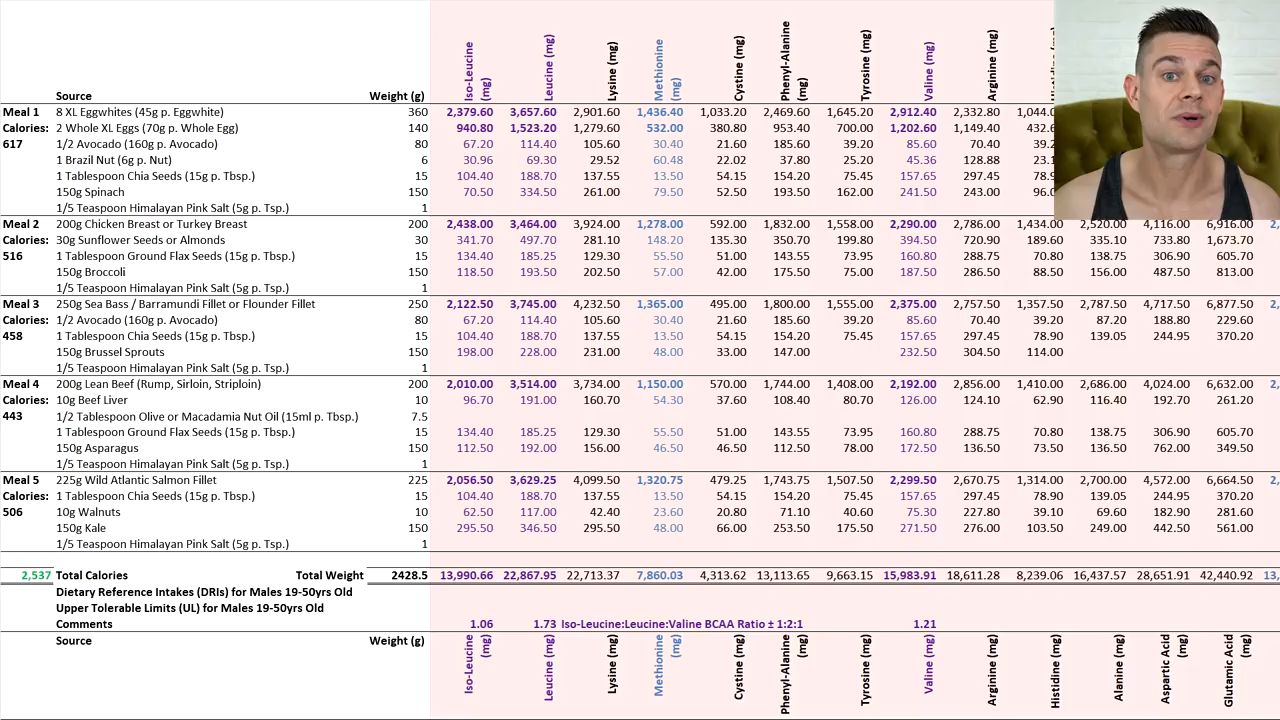 Source Weight (g) Iso-Leucine (mg) Leucine (mg) Lysine (mg) Methionine (mg) Cystine (mg) Phenyl-Alanine (mg) Tyrosine (mg) Valine (mg) Arginine (mg)
Meal 1 8 XL Eggwhites (45g p. Eggwhite) 360 2,379.60 3,657.60 2,901.60 1,436.40 1,033.20 2,469.60 1,645.20 2,912.40 2,332.80 1,044.0
Calories: 2 Whole XL Eggs (70g p. Whole Egg) 140 940.80 1,523.20 1,279.60 532.00 380.80 953.40 700.00 1,202.60 1,149.40 432.6
617 1/2 Avocado (160g p. Avocado) 80 67.20 114.40 105.60 30.40 21.60 185.60 39.20 85.60 70.40 39.2
1 Brazil Nut (6g p. Nut) 6 30.96 69.30 29.52 60.48 22.02 37.80 25.20 45.36 128.88 23.1
1 Tablespoon Chia Seeds (15g p. Tbsp.) 15 104.40 188.70 137.55 13.50 54.15 154.20 75.45 157.65 297.45 78.9
150g Spinach 150 70.50 334.50 261.00 79.50 52.50 193.50 162.00 241.50 243.00 96.0
1/5 Teaspoon Himalayan Pink Salt (5g p. Tsp.) 1
Meal 2 200g Chicken Breast or Turkey Breast 200 2,438.00 3,464.00 3,924.00 1,278.00 592.00 1,832.00 1,558.00 2,290.00 2,786.00 1,434.00 2,520.00 4,116.00 6,916.00 2,
Calories: 30g Sunflower Seeds or Almonds 30 341.70 497.70 281.10 148.20 135.30 350.70 199.80 394.50 720.90 189.60 335.10 733.80 1,673.70
516 1 Tablespoon Ground Flax Seeds (15g p. Tbsp.) 15 134.40 185.25 129.30 55.50 51.00 143.55 73.95 160.80 288.75 70.80 138.75 306.90 605.70
150g Broccoli 150 118.50 193.50 202.50 57.00 42.00 175.50 75.00 187.50 286.50 88.50 156.00 487.50 813.00
1/5 Teaspoon Himalayan Pink Salt (5g p. Tsp.) 1
Meal 3 250g Sea Bass / Barramundi Fillet or Flounder Fillet 250 2,122.50 3,745.00 4,232.50 1,365.00 495.00 1,800.00 1,555.00 2,375.00 2,757.50 1,357.50 2,787.50 4,717.50 6,877.50 2,
Calories: 1/2 Avocado (160g p. Avocado) 80 67.20 114.40 105.60 30.40 21.60 185.60 39.20 85.60 70.40 39.20 87.20 188.80 229.60
458 1 Tablespoon Chia Seeds (15g p. Tbsp.) 15 104.40 188.70 137.55 13.50 54.15 154.20 75.45 157.65 297.45 78.90 139.05 244.95 370.20
150g Brussel Sprouts 150 198.00 228.00 231.00 48.00 33.00 147.00 232.50 304.50 114.00
1/5 Teaspoon Himalayan Pink Salt (5g p. Tsp.) 1
Meal 4 200g Lean Beef (Rump, Sirloin, Striploin) 200 2,010.00 3,514.00 3,734.00 1,150.00 570.00 1,744.00 1,408.00 2,192.00 2,856.00 1,410.00 2,686.00 4,024.00 6,632.00 2,
Calories: 10g Beef Liver 10 96.70 191.00 160.70 54.30 37.60 108.40 80.70 126.00 124.10 62.90 116.40 192.70 261.20
443 1/2 Tablespoon Olive or Macadamia Nut Oil (15ml p. Tbsp.) 7.5
1 Tablespoon Ground Flax Seeds (15g p. Tbsp.) 15 134.40 185.25 129.30 55.50 51.00 143.55 73.95 160.80 288.75 70.80 138.75 306.90 605.70
150g Asparagus 150 112.50 192.00 156.00 46.50 46.50 112.50 78.00 172.50 136.50 73.50 136.50 762.00 349.50
1/5 Teaspoon Himalayan Pink Salt (5g p. Tsp.) 1
Meal 5 225g Wild Atlantic Salmon Fillet 225 2,056.50 3,629.25 4,099.50 1,320.75 479.25 1,743.75 1,507.50 2,299.50 2,670.75 1,314.00 2,700.00 4,572.00 6,664.50 2,
Calories: 1 Tablespoon Chia Seeds (15g p. Tbsp.) 15 104.40 188.70 137.55 13.50 54.15 154.20 75.45 157.65 297.45 78.90 139.05 244.95 370.20
506 10g Walnuts 10 62.50 117.00 42.40 23.60 20.80 71.10 40.60 75.30 227.80 39.10 69.60 182.90 281.60
150g Kale 150 295.50 346.50 295.50 48.00 66.00 253.50 175.50 271.50 276.00 103.50 249.00 442.50 561.00
1/5 Teaspoon Himalayan Pink Salt (5g p. Tsp.) 1
2,537 Total Calories Total Weight 2428.5 13,990.66 22,867.95 22,713.37 7,860.03 4,313.62 13,113.65 9,663.15 15,983.91 18,611.28 8,239.06 16,437.57 28,651.91 42,440.92 13,
Dietary Reference Intakes (DRIs) for Males 19-50yrs Old
Upper Tolerable Limits (UL) for Males 19-50yrs Old
Comments 1.06 1.73 Iso-Leucine:Leucine:Valine BCAA Ratio ± 1:2:1 1.21
Source Weight (g) Iso-Leucine (mg) Leucine (mg) Lysine (mg) Methionine (mg) Cystine (mg) Phenyl-Alanine (mg) Tyrosine (mg) Valine (mg) Arginine (mg) Histidine (mg) Alanine (mg) Aspartic Acid (mg) Glutamic Acid (mg)